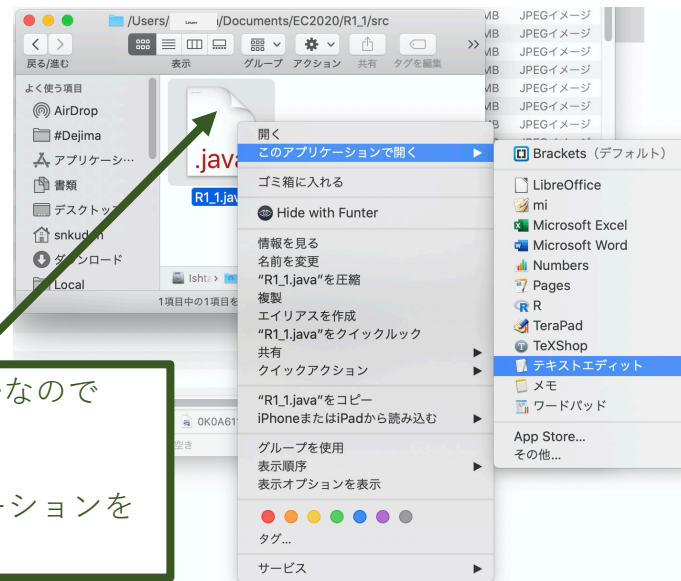 /Users/ User /Documents/EC2020/R1_1/src
戻る/進む
表示
グループ
アクション
共有
タグを編集
よく使う項目
AirDrop
#Dejima
アプリケーシ…
書類
デスクトップ
snkudoh
ダウンロード
Local
.java
R1_1.jav
Ishta
1項目中の1項目を
MB JPEGイメージ
MB JPEGイメージ
MB JPEGイメージ
MB JPEGイメージ
MB JPEGイメージ
MB JPEGイメージ
MB JPEGイメージ
開く
このアプリケーションで開く
ゴミ箱に入れる
Hide with Funter
情報を見る
名前を変更
“R1_1.java”を圧縮
複製
エイリアスを作成
“R1_1.java”をクイックルック
共有
クイックアクション
“R1_1.java”をコピー
iPhoneまたはiPadから読み込む
グループを使用
表示順序
表示オプションを表示
タグ...
サービス
Brackets（デフォルト）
LibreOffice
mi
Microsoft Excel
Microsoft Word
Numbers
Pages
R
TeraPad
TeXShop
テキストエディット
メモ
ワードパッド
App Store...
その他...
なので
ーションを
0K0A61
空き